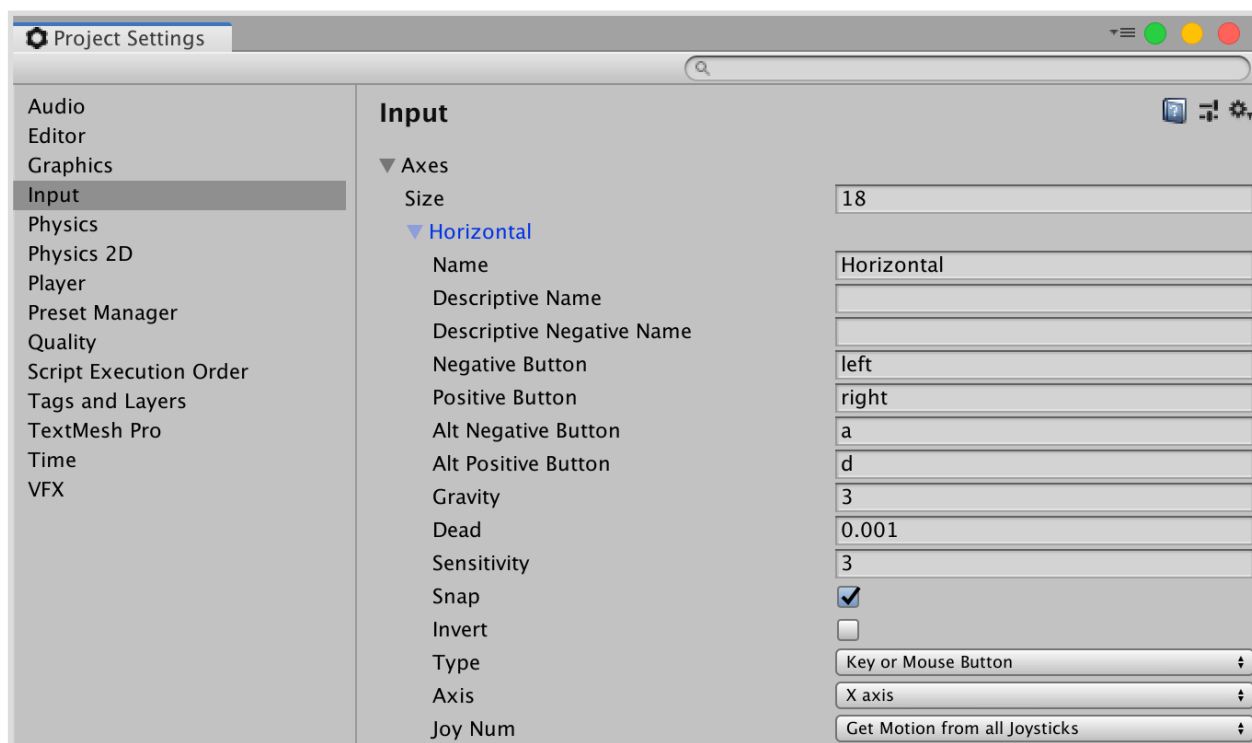 Project Settings
Audio
Editor
Graphics
Input
Physics
Physics 2D
Player
Preset Manager
Quality
Script Execution Order
Tags and Layers
TextMesh Pro
Time
VFX
Input
Axes
Size 18
Horizontal
Name Horizontal
Descriptive Name
Descriptive Negative Name
Negative Button left
Positive Button right
Alt Negative Button a
Alt Positive Button d
Gravity 3
Dead 0.001
Sensitivity 3
Snap
Invert
Type Key or Mouse Button
Axis X axis
Joy Num Get Motion from all Joysticks